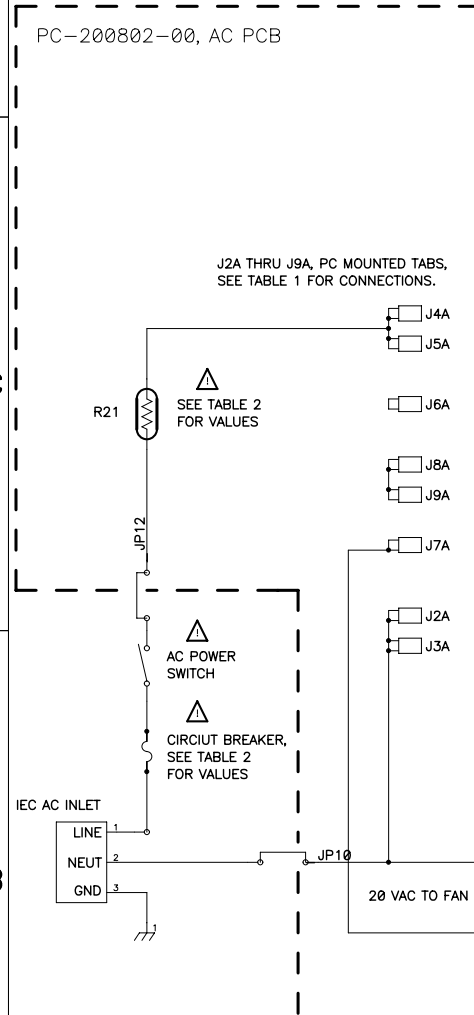 PC-200802-00, AC PCB
J2A THRU J9A, PC MOUNTED TABS,
SEE TABLE 1 FOR CONNECTIONS.
J4A
J5A
R21
!
SEE TABLE 2
FOR VALUES
J6A
J8A
J9A
JP12
J7A
!
AC POWER
SWITCH
J2A
J3A
!
CIRCIUT BREAKER,
SEE TABLE 2
FOR VALUES
IEC AC INLET
LINE 1
NEUT 2
GND 3
JP10
20 VAC TO FAN
1